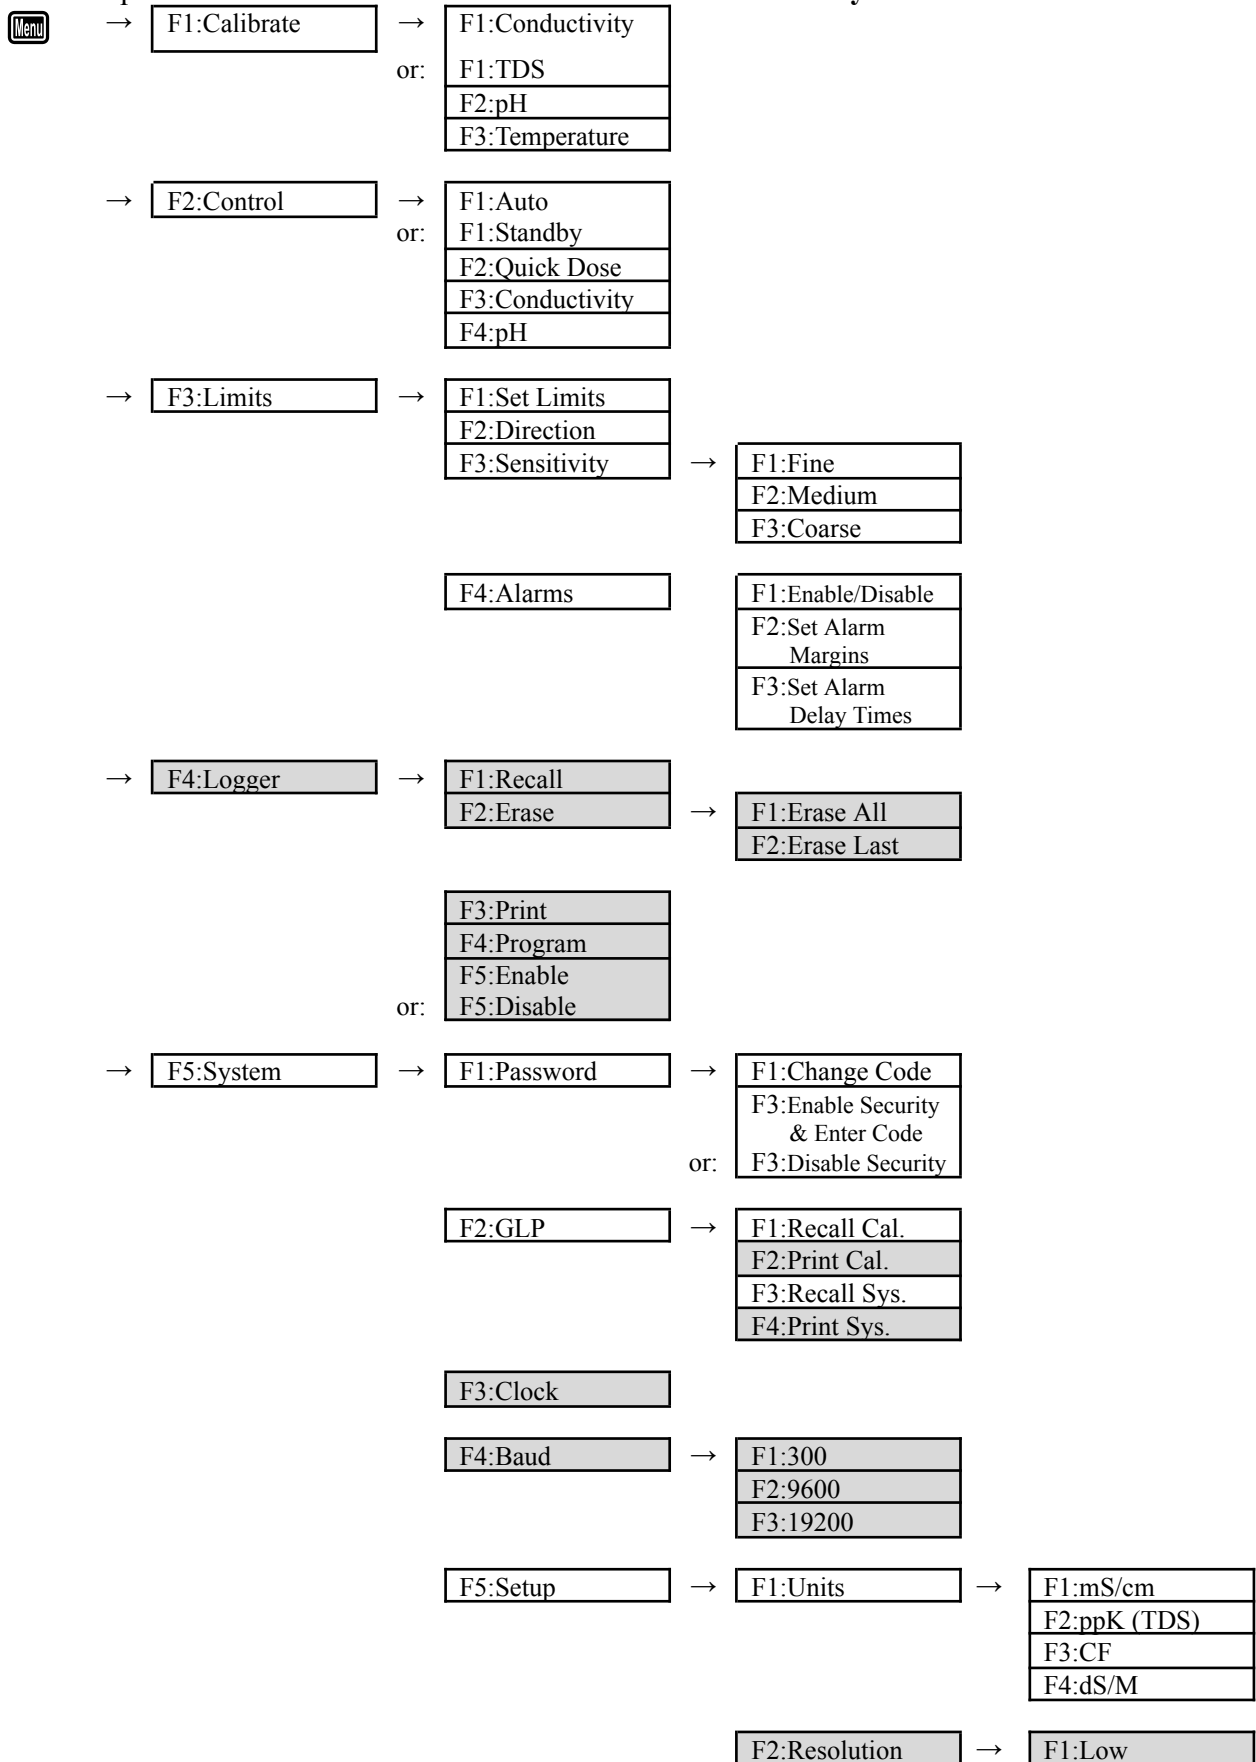 Menu → F1:Calibrate → F1:Conductivity
or: F1:TDS
F2:pH
F3:Temperature
→ F2:Control → F1:Auto
or: F1:Standby
F2:Quick Dose
F3:Conductivity
F4:pH
→ F3:Limits → F1:Set Limits
F2:Direction
F3:Sensitivity → F1:Fine
F2:Medium
F3:Coarse
F4:Alarms F1:Enable/Disable
F2:Set Alarm
Margins
F3:Set Alarm
Delay Times
→ F4:Logger → F1:Recall
F2:Erase → F1:Erase All
F2:Erase Last
F3:Print
F4:Program
F5:Enable
or: F5:Disable
→ F5:System → F1:Password → F1:Change Code
F3:Enable Security
& Enter Code
or: F3:Disable Security
F2:GLP → F1:Recall Cal.
F2:Print Cal.
F3:Recall Sys.
F4:Print Sys.
F3:Clock
F4:Baud → F1:300
F2:9600
F3:19200
F5:Setup → F1:Units → F1:mS/cm
F2:ppK (TDS)
F3:CF
F4:dS/M
F2:Resolution → F1:Low